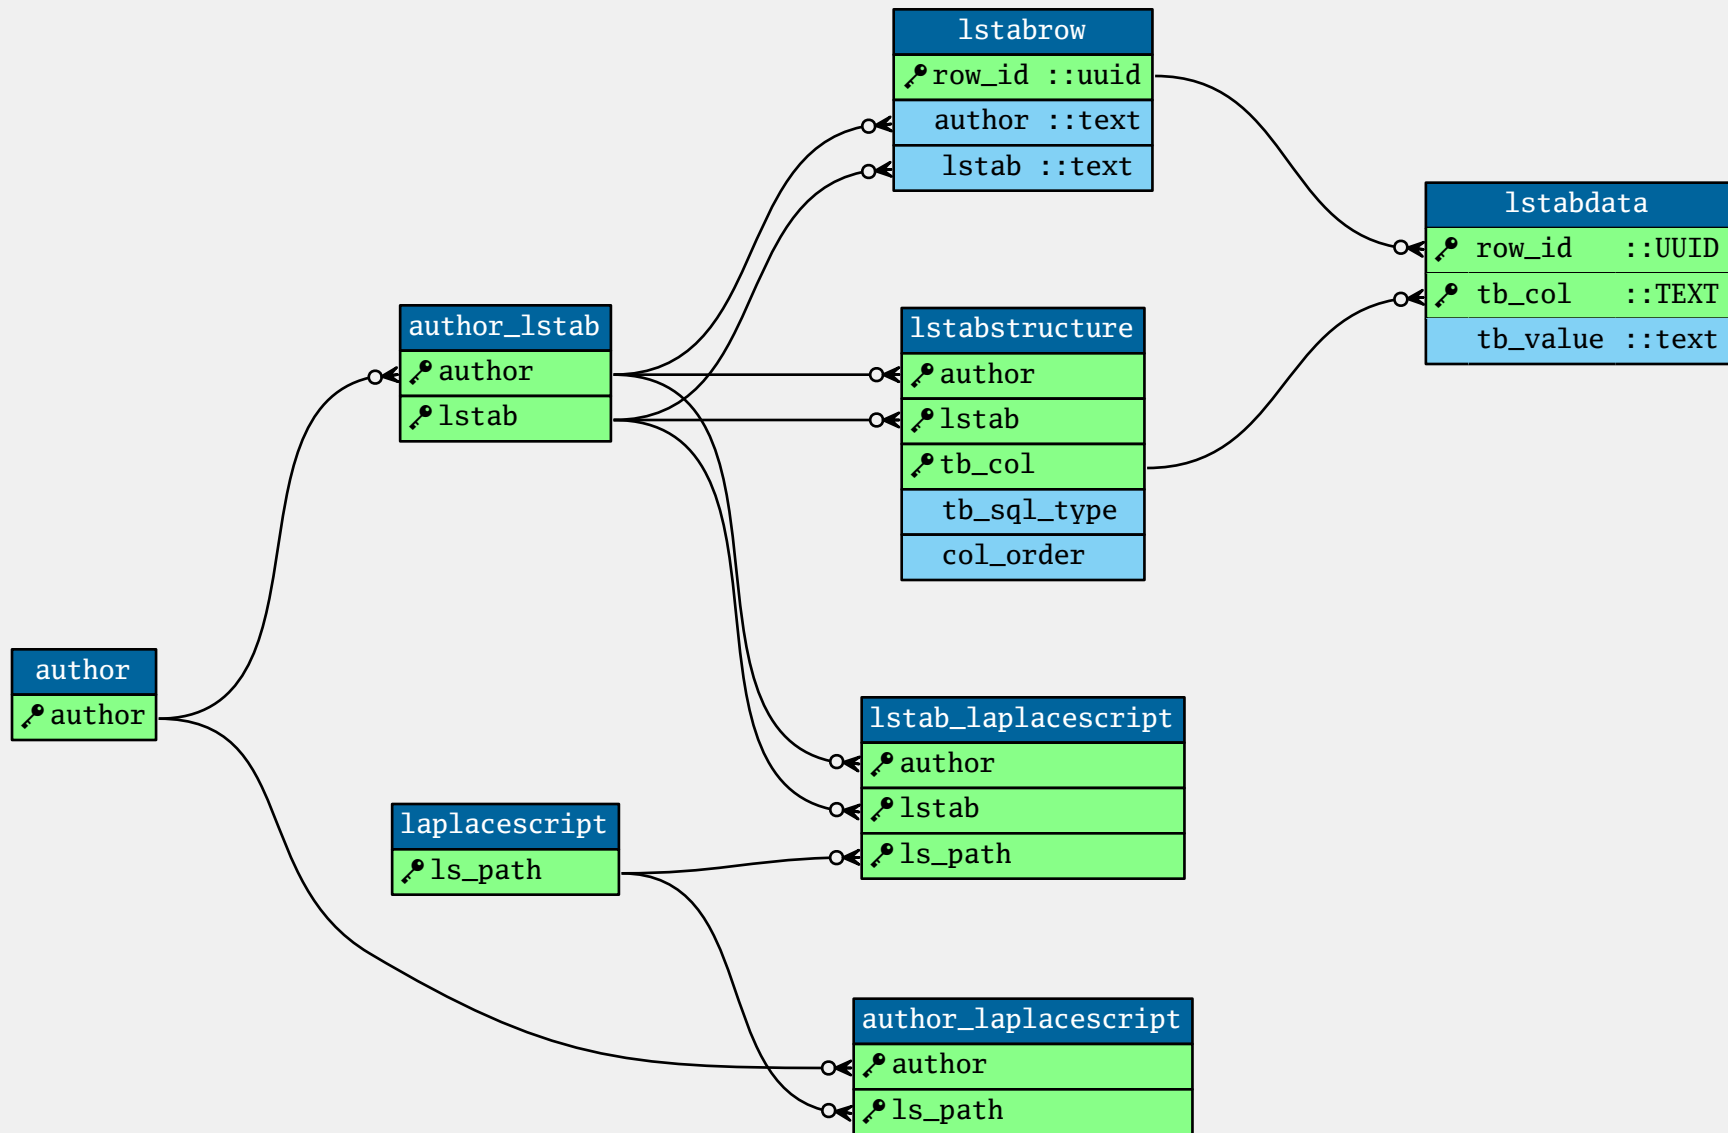 lstabrow
row_id ::uuid
author ::text
lstab ::text
lstabdata
row_id ::UUID
tb_col ::TEXT
tb_value ::text
author_lstab
author
lstab
lstabstructure
author
lstab
tb_col
tb_sql_type
col_order
author
author
lstab_laplacescript
author
lstab
ls_path
laplacescript
ls_path
author_laplacescript
author
ls_path